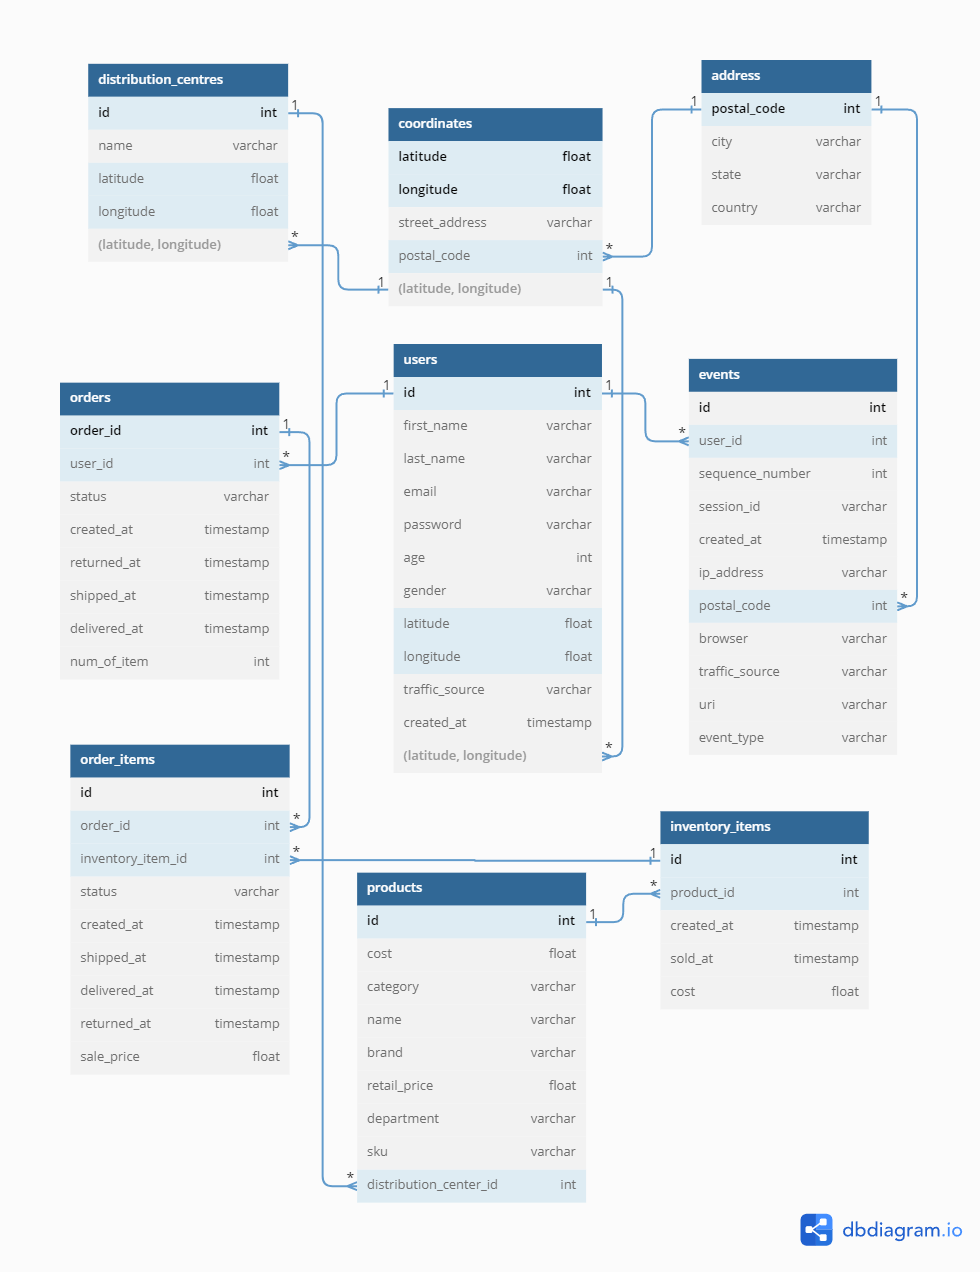 distribution_centres
id int
name varchar
latitude float
longitude float
(latitude, longitude)
1
*
coordinates
latitude float
longitude float
street_address varchar
postal_code int
(latitude, longitude)
1
*
1
address
postal_code int
city varchar
state varchar
country varchar
1
1
orders
order_id int
user_id int
status varchar
created_at timestamp
returned_at timestamp
shipped_at timestamp
delivered_at timestamp
num_of_item int
1
*
users
id int
first_name varchar
last_name varchar
email varchar
password varchar
age int
gender varchar
latitude float
longitude float
traffic_source varchar
created_at timestamp
(latitude, longitude)
1
1
*
events
id int
user_id int
sequence_number int
session_id varchar
created_at timestamp
ip_address varchar
postal_code int
browser varchar
traffic_source varchar
uri varchar
event_type varchar
*
*
order_items
id int
order_id int
inventory_item_id int
status varchar
created_at timestamp
shipped_at timestamp
delivered_at timestamp
returned_at timestamp
sale_price float
*
*
products
id int
cost float
category varchar
name varchar
brand varchar
retail_price float
department varchar
sku varchar
distribution_center_id int
1
*
inventory_items
id int
product_id int
created_at timestamp
sold_at timestamp
cost float
1
*
dbdiagram.io